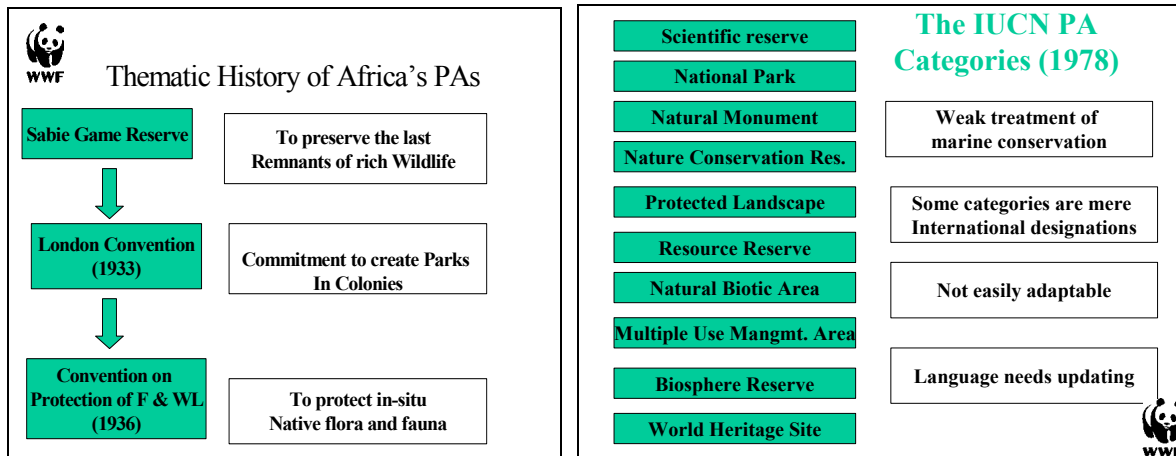 WWF
Thematic History of Africa's PAs
Sabie Game Reserve
To preserve the last
Remnants of rich Wildlife
London Convention
(1933)
Commitment to create Parks
In Colonies
Convention on
Protection of F & WL
(1936)
To protect in-situ
Native flora and fauna
The IUCN PA
Categories (1978)
Scientific reserve
National Park
Natural Monument
Nature Conservation Res.
Protected Landscape
Resource Reserve
Natural Biotic Area
Multiple Use Mangmt. Area
Biosphere Reserve
World Heritage Site
Weak treatment of
marine conservation
Some categories are mere
International designations
Not easily adaptable
Language needs updating
WWF